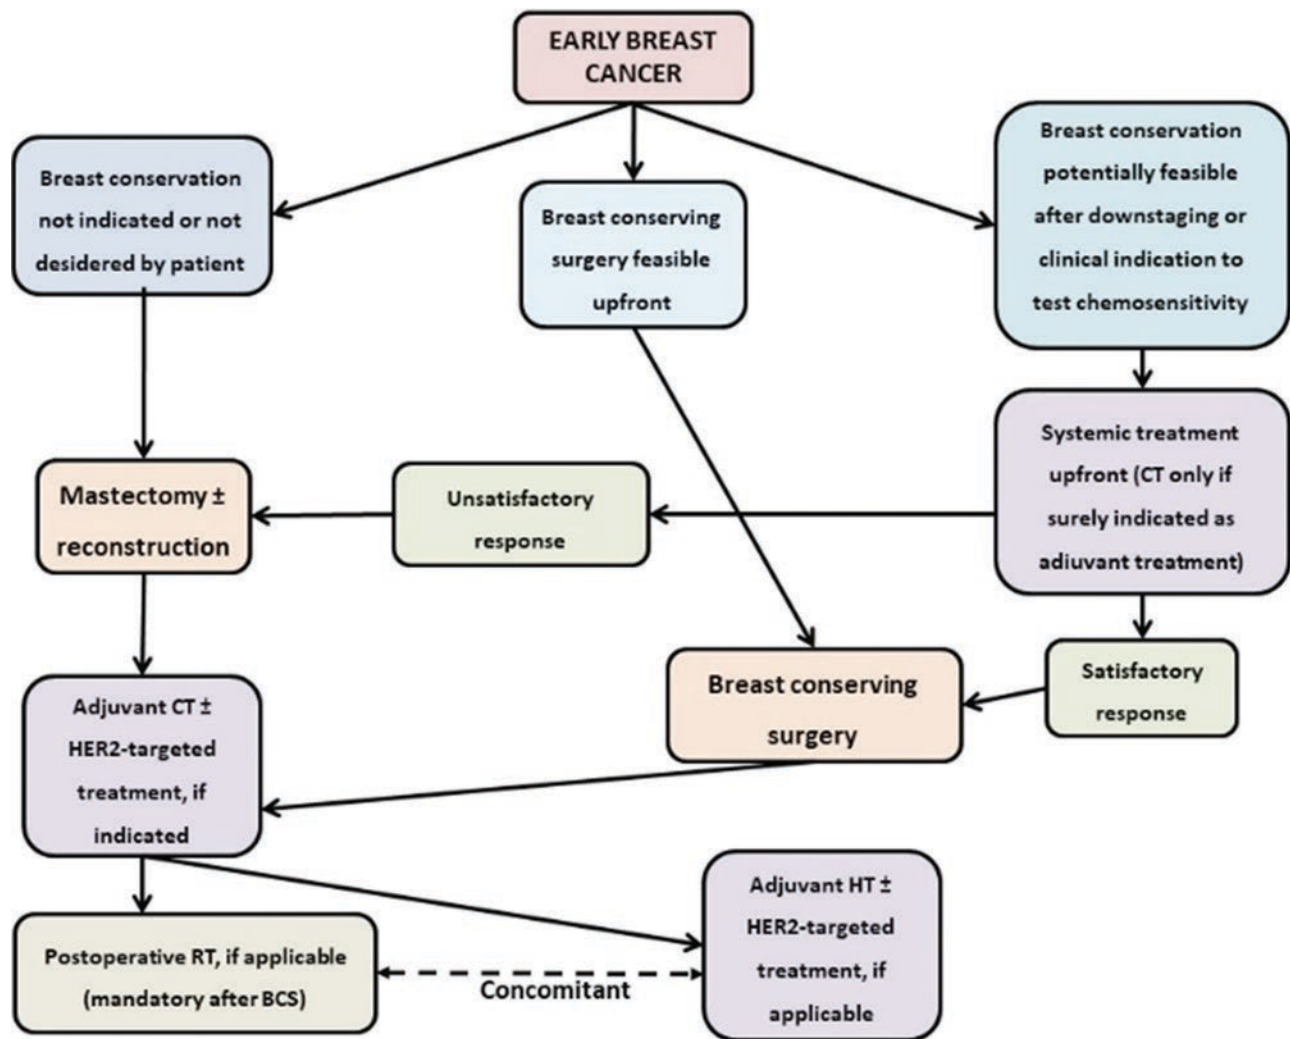 EARLY BREAST
CANCER
Breast conservation
not indicated or not
desidered by patient
Breast conserving
surgery feasible
upfront
Breast conservation
potentially feasible
after downstaging or
clinical indication to
test chemosensitivity
Systemic treatment
upfront (CT only if
surely indicated as
adiuvant treatment)
Mastectomy ±
reconstruction
Unsatisfactory
response
Satisfactory
response
Breast conserving
surgery
Adjuvant CT ±
HER2-targeted
treatment, if
indicated
Postoperative RT, if applicable
(mandatory after BCS)
Concomitant
Adjuvant HT ±
HER2-targeted
treatment, if
applicable